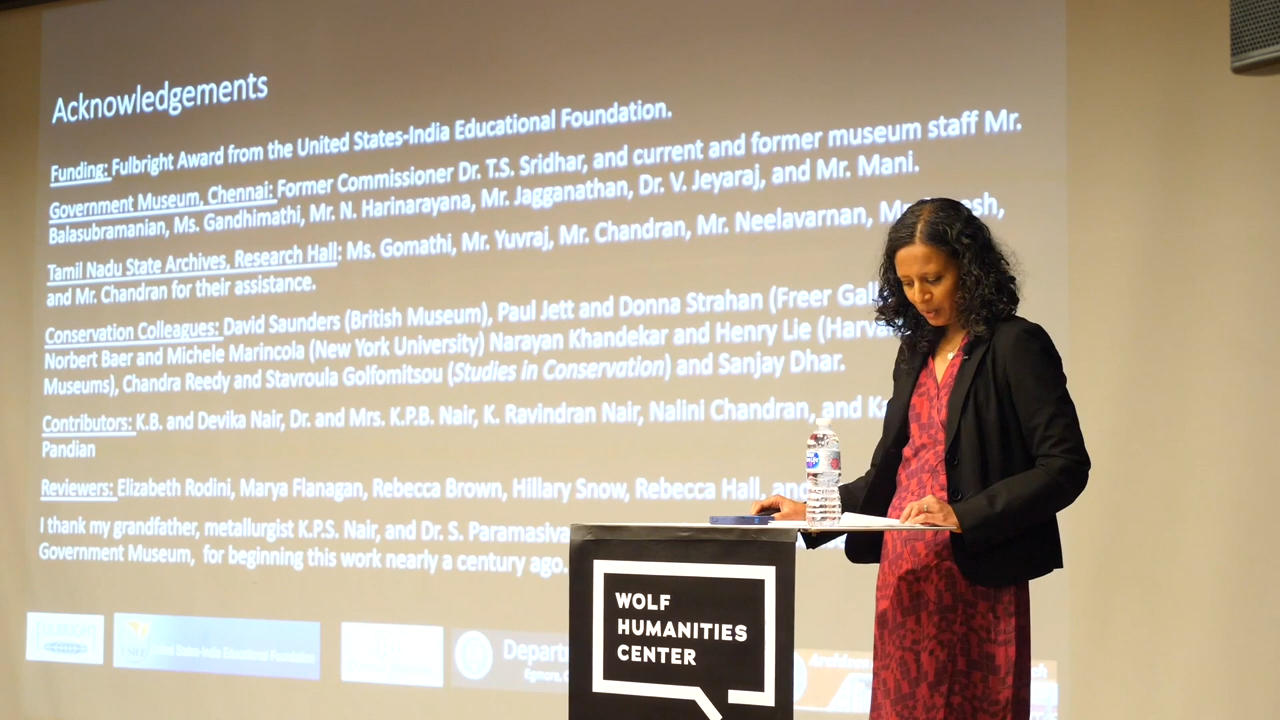 Acknowledgements
Funding: Fulbright Award from the United States-India Educational Foundation.
Government Museum, Chennai: Former Commissioner Dr. T.S. Sridhar, and current and former museum staff Mr.
Balasubramanian, Ms. Gandhimathi, Mr. N. Harinarayana, Mr. Jagganathan, Dr. V. Jeyaraj, and Mr. Mani.
Tamil Nadu State Archives, Research Hall: Ms. Gomathi, Mr. Yuvraj, Mr. Chandran, Mr. Neelavarnan,
and Mr. Chandran for their assistance.
Conservation Colleagues: David Saunders (British Museum), Paul Jett and Donna Strahan (Freer
Norbert Baer and Michele Marincola (New York University) Narayan Khandekar and Henry Lie
Museums), Chandra Reedy and Stavroula Golfomitsou (Studies in Conservation) and Sanjay Dhar.
Contributors: K.B. and Devika Nair, Dr. and Mrs. K.P.B. Nair, K. Ravindran Nair, Nalini Chandran, and
Pandian
Reviewers: Elizabeth Rodini, Marya Flanagan, Rebecca Brown, Hillary Snow, Rebecca Hall,
I thank my grandfather, metallurgist K.P.S. Nair, and Dr. S.
Government Museum, for beginning this work nearly a century ago.
FULBRIGHT
United States-India Educational Foundation
WOLF
HUMANITIES
CENTER